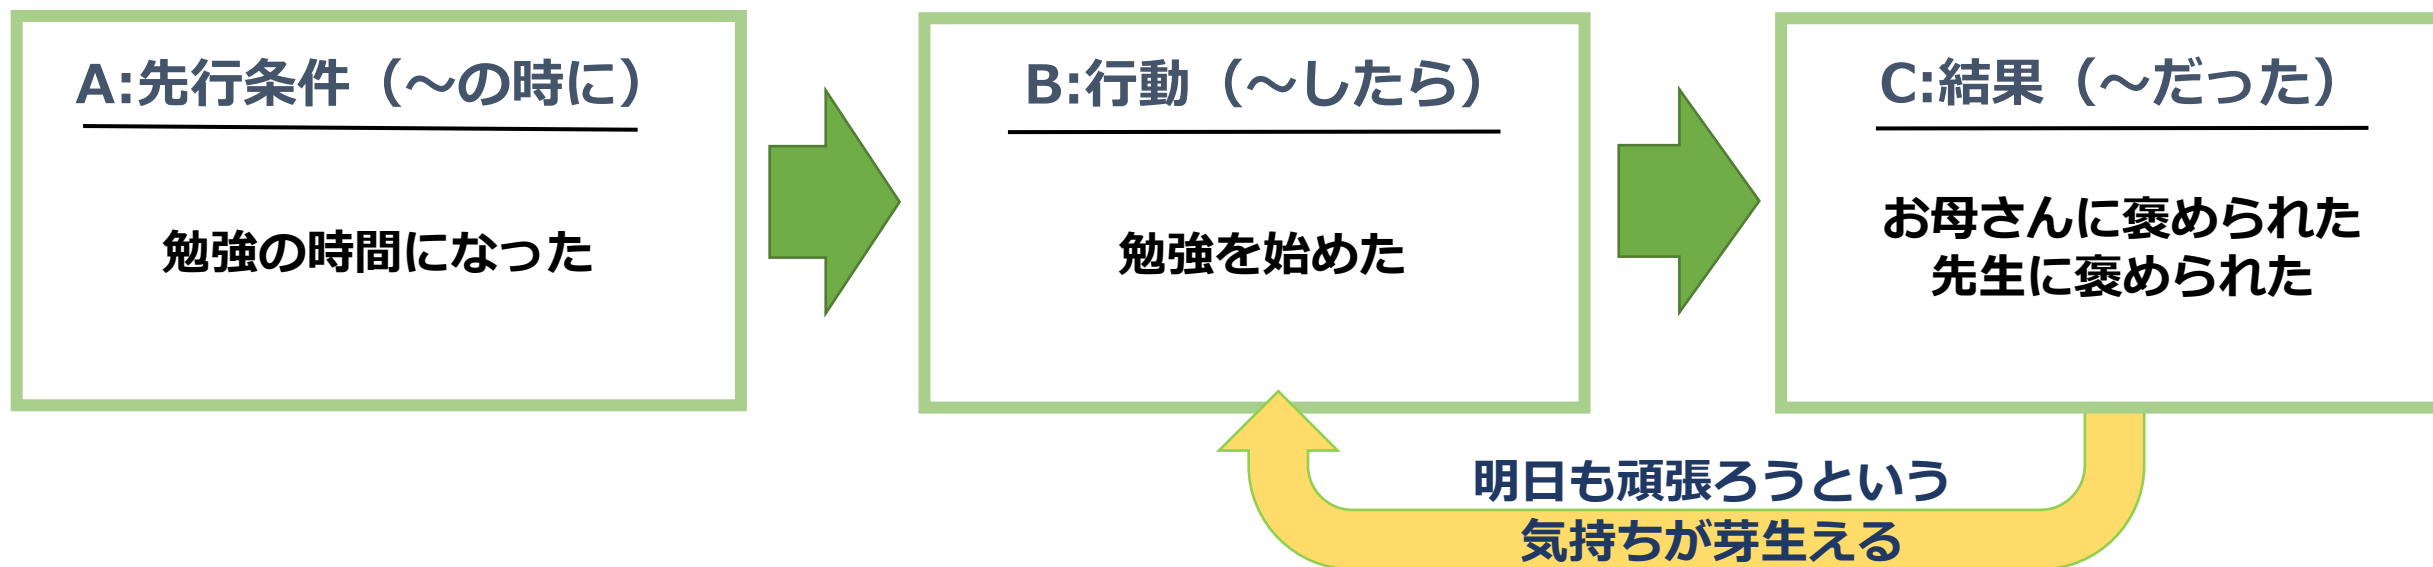 A:先行条件（～の時に）
勉強の時間になった
B:行動（～したら）
勉強を始めた
C:結果（～だった）
お母さんに褒められた
先生に褒められた
明日も頑張ろうという
気持ちが芽生える